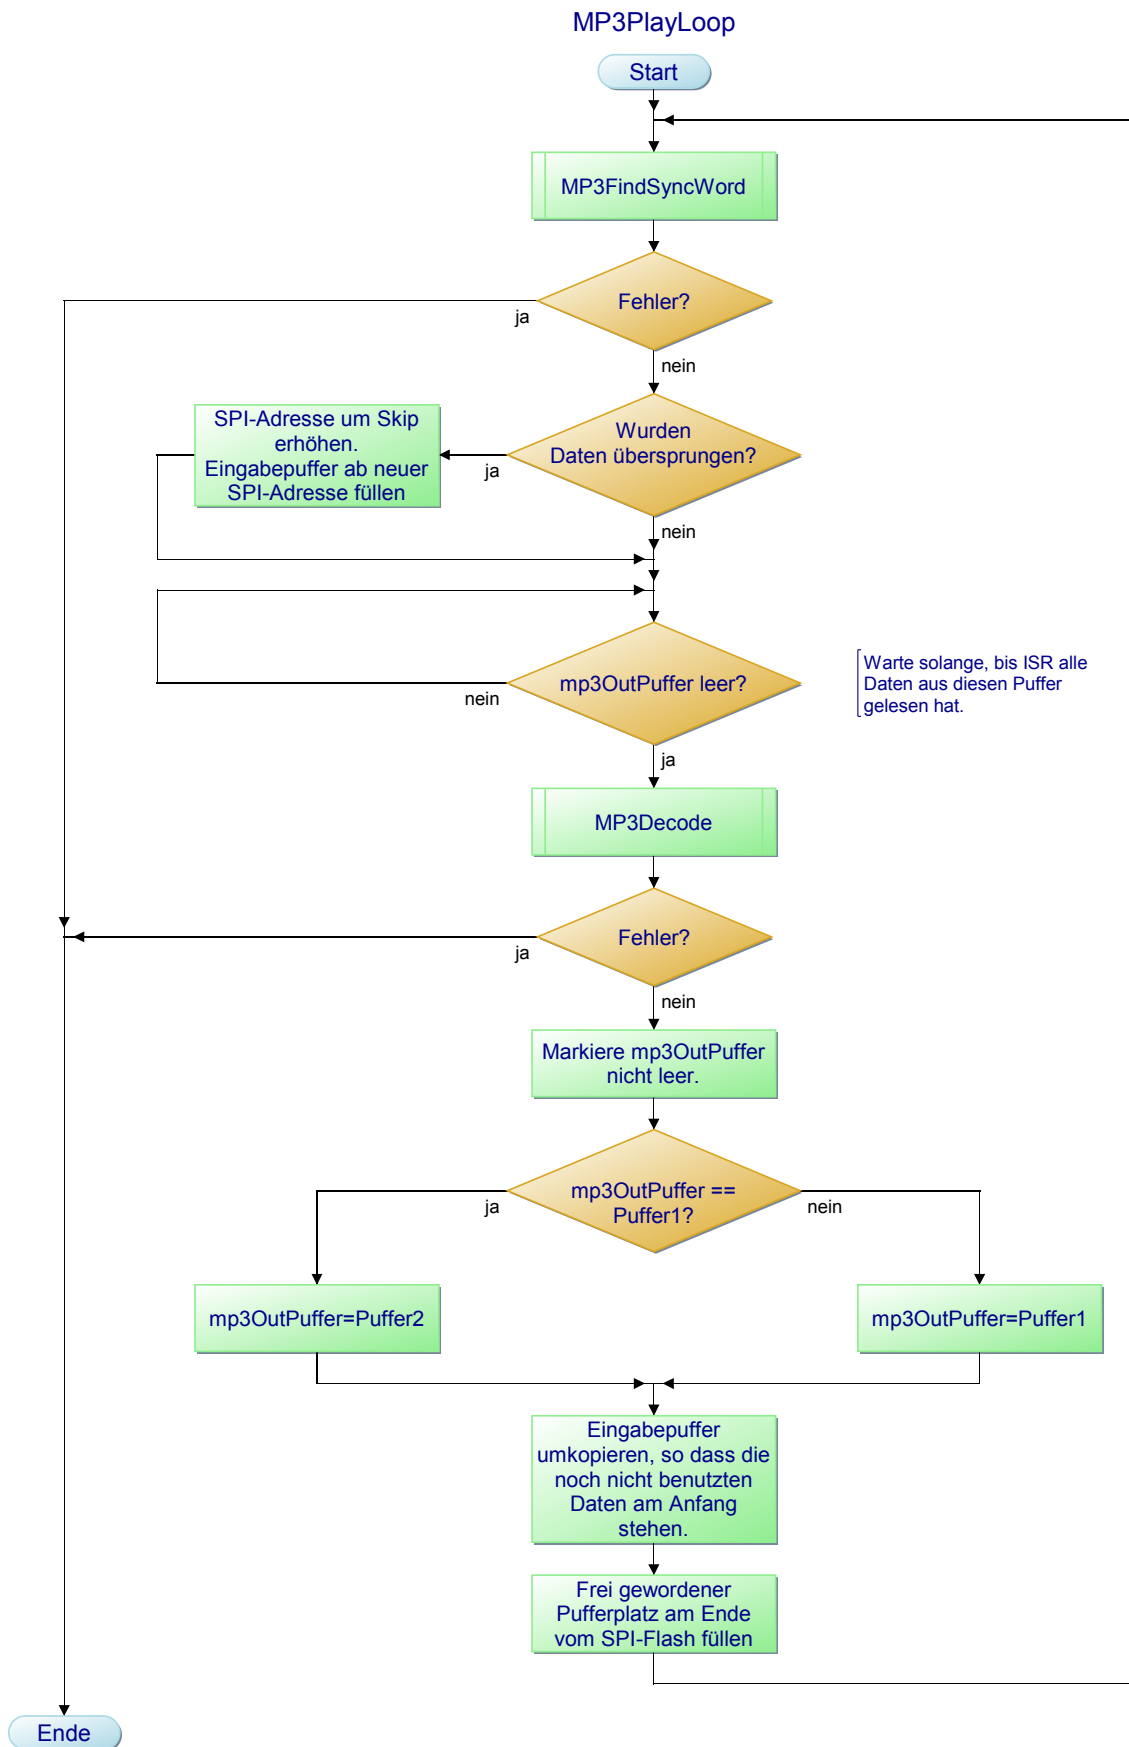 MP3PlayLoop
Start
MP3FindSyncWord
Fehler?
ja
nein
SPI-Adresse um Skip
erhöhen.
Eingabepuffer ab neuer
SPI-Adresse füllen
Wurden
Daten übersprungen?
ja
nein
mp3OutPuffer leer?
nein
Warte solange, bis ISR alle
Daten aus diesen Puffer
gelesen hat.
ja
MP3Decode
Fehler?
ja
nein
Markiere mp3OutPuffer
nicht leer.
mp3OutPuffer ==
Puffer1?
ja
nein
mp3OutPuffer=Puffer2
mp3OutPuffer=Puffer1
Eingabepuffer
umkopieren, so dass die
noch nicht benutzten
Daten am Anfang
stehen.
Frei gewordener
Pufferplatz am Ende
vom SPI-Flash füllen
Ende